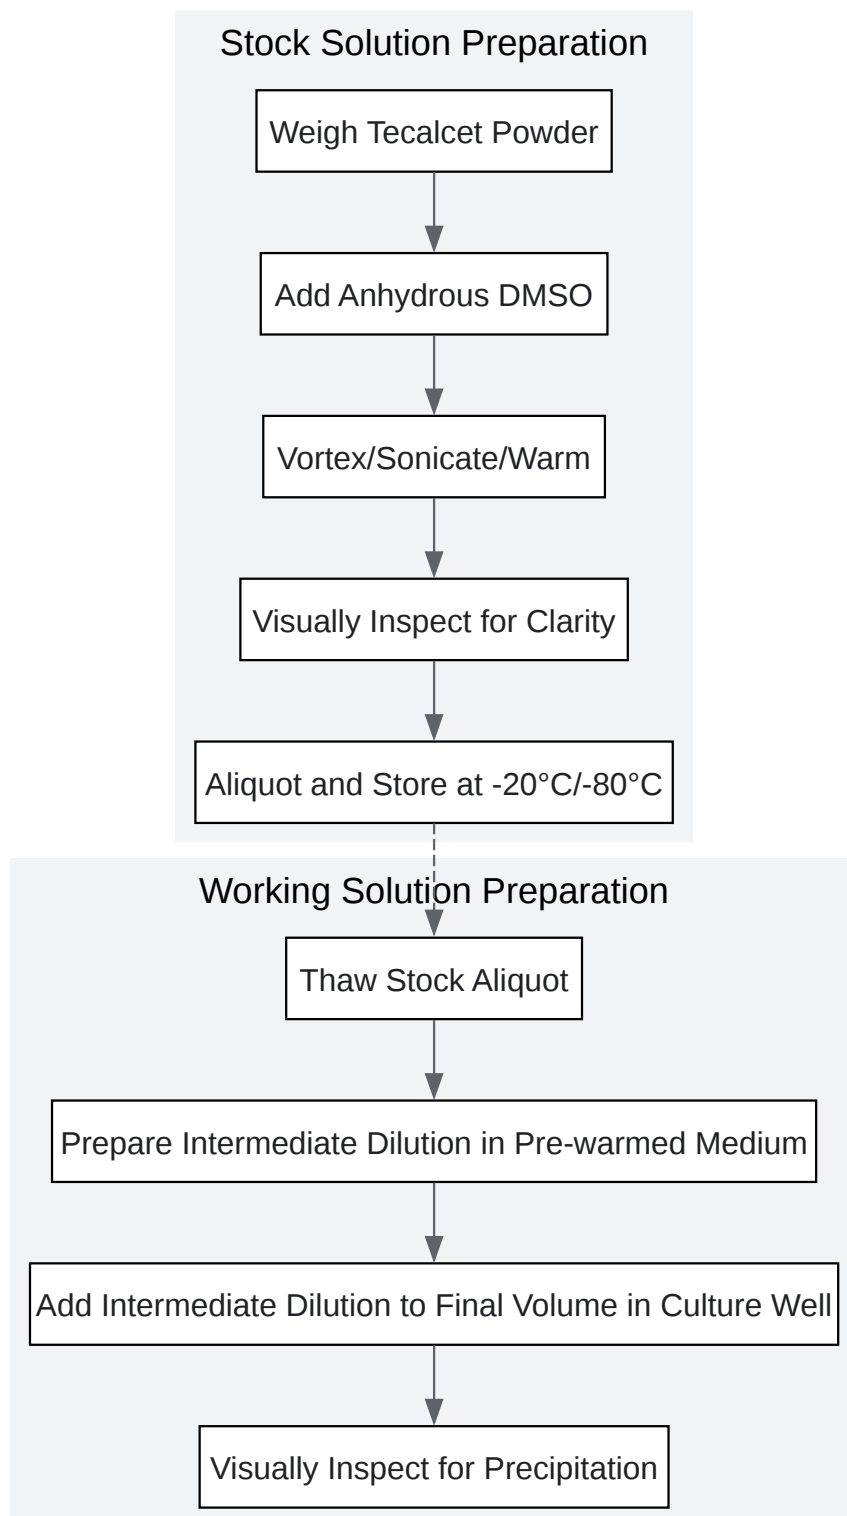 Stock Solution Preparation
Weigh Tecalcet Powder
Add Anhydrous DMSO
Vortex/Sonicate/Warm
Visually Inspect for Clarity
Aliquot and Store at -20°C/-80°C
Working Solution Preparation
Thaw Stock Aliquot
Prepare Intermediate Dilution in Pre-warmed Medium
Add Intermediate Dilution to Final Volume in Culture Well
Visually Inspect for Precipitation